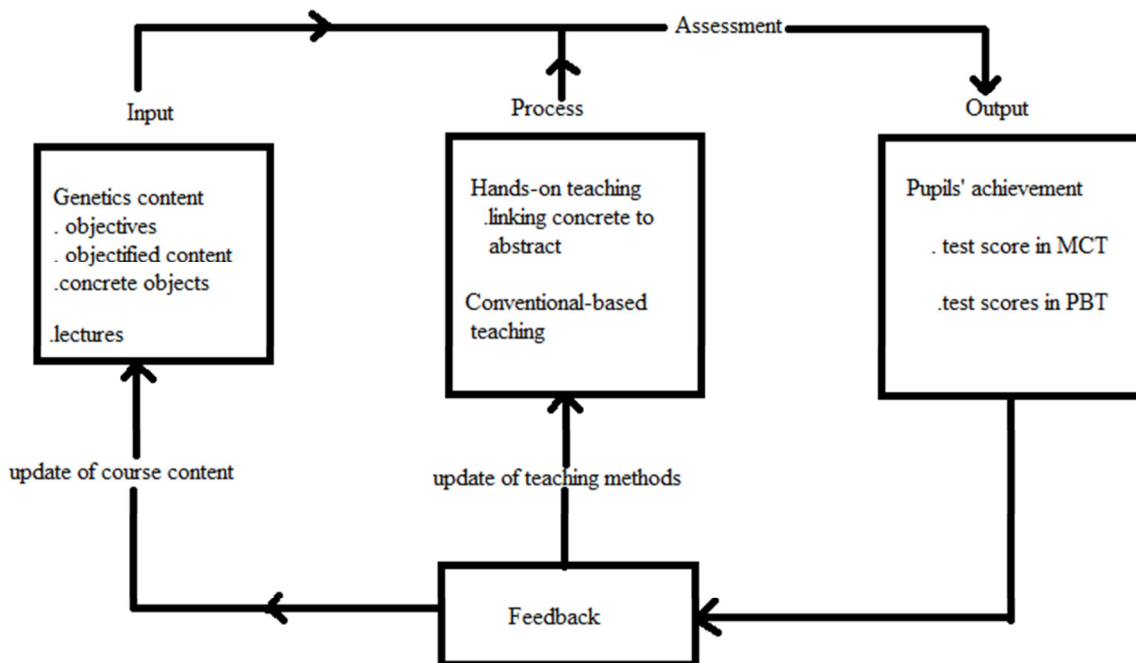 Assessment
Input
Process
Output
Genetics content
. objectives
. objectified content
.concrete objects
.lectures
Hands-on teaching
.linking concrete to
abstract
Conventional-based
teaching
Pupils' achievement
. test score in MCT
.test scores in PBT
update of course content
update of teaching methods
Feedback